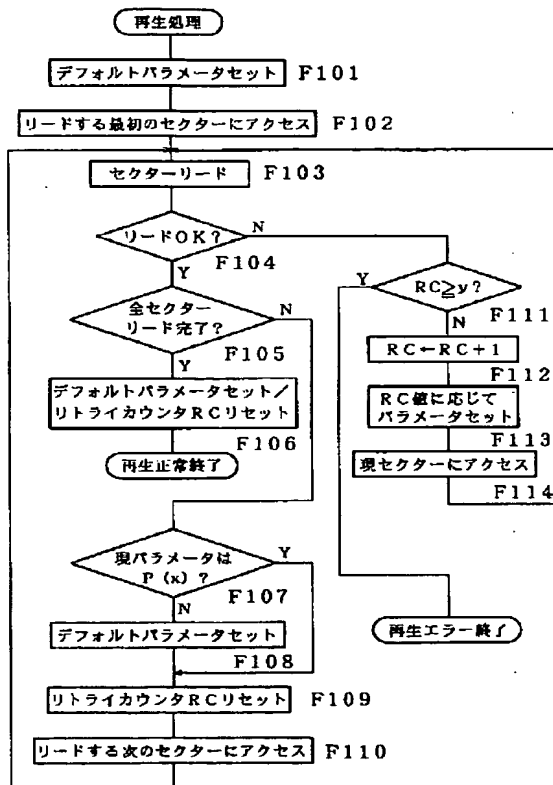 再生処理
デフォルトパラメータセット F101
リードする最初のセクターにアクセス F102
セクターリード F103
リードOK? N
F104
Y
全セクター N
リード完了?
F105
Y
デフォルトパラメータセット/
リトライカウンタRCリセット
F106
再生正常終了
現パラメータは Y
P(x)?
F107
N
デフォルトパラメータセット
F108
リトライカウンタRCリセット F109
リードする次のセクターにアクセス F110
Y RC≧y?
F111
N
RC←RC+1
F112
RC値に応じて
パラメータセット
F113
現セクターにアクセス
F114
再生エラー終了